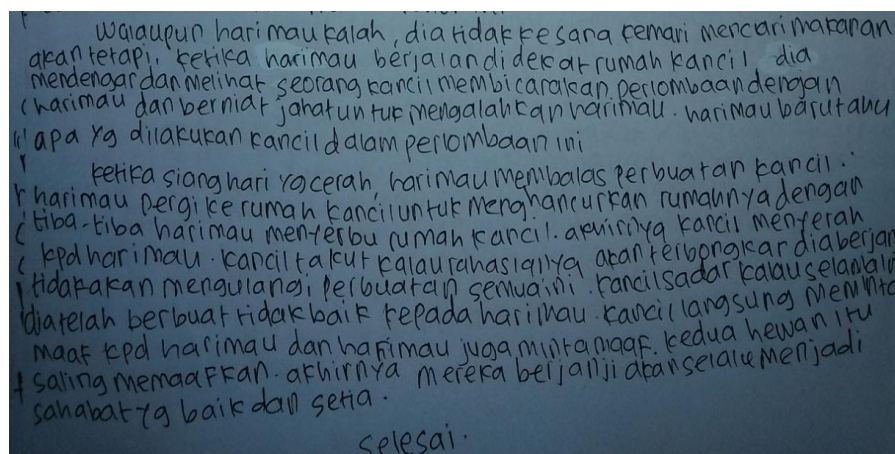 Walaupun harimau kalah, dia tidak kesana kemari mencari makanan
akan tetapi, ketika harimau berjalan di dekat rumah kancil dia
mendengar dan melihat seorang kancil membicarakan perlombaan dengan
harimau dan berniat jahat untuk mengalahkan harimau. harimau baru tahu
apa yg dilakukan kancil dalam perlombaan ini
ketika siang hari yg cerah, harimau membalas perbuatan kancil.
harimau pergi ke rumah kancil untuk menghancurkan rumahnya dengan
tiba-tiba harimau menyerbu rumah kancil. akhirnya kancil menyerah
kpd harimau. kancil takut kalau rahasianya akan terbongkar dia berjan
tidak akan mengulangi perbuatan semua ini. kancil sadar kalau selama
dia telah berbuat tidak baik kepada harimau. kancil langsung meminta
maaf kpd harimau dan harimau juga minta maaf. kedua hewan itu
saling memaafkan. akhirnya mereka berjanji akan selalu menjadi
sahabat yg baik dan setia.
selesai.